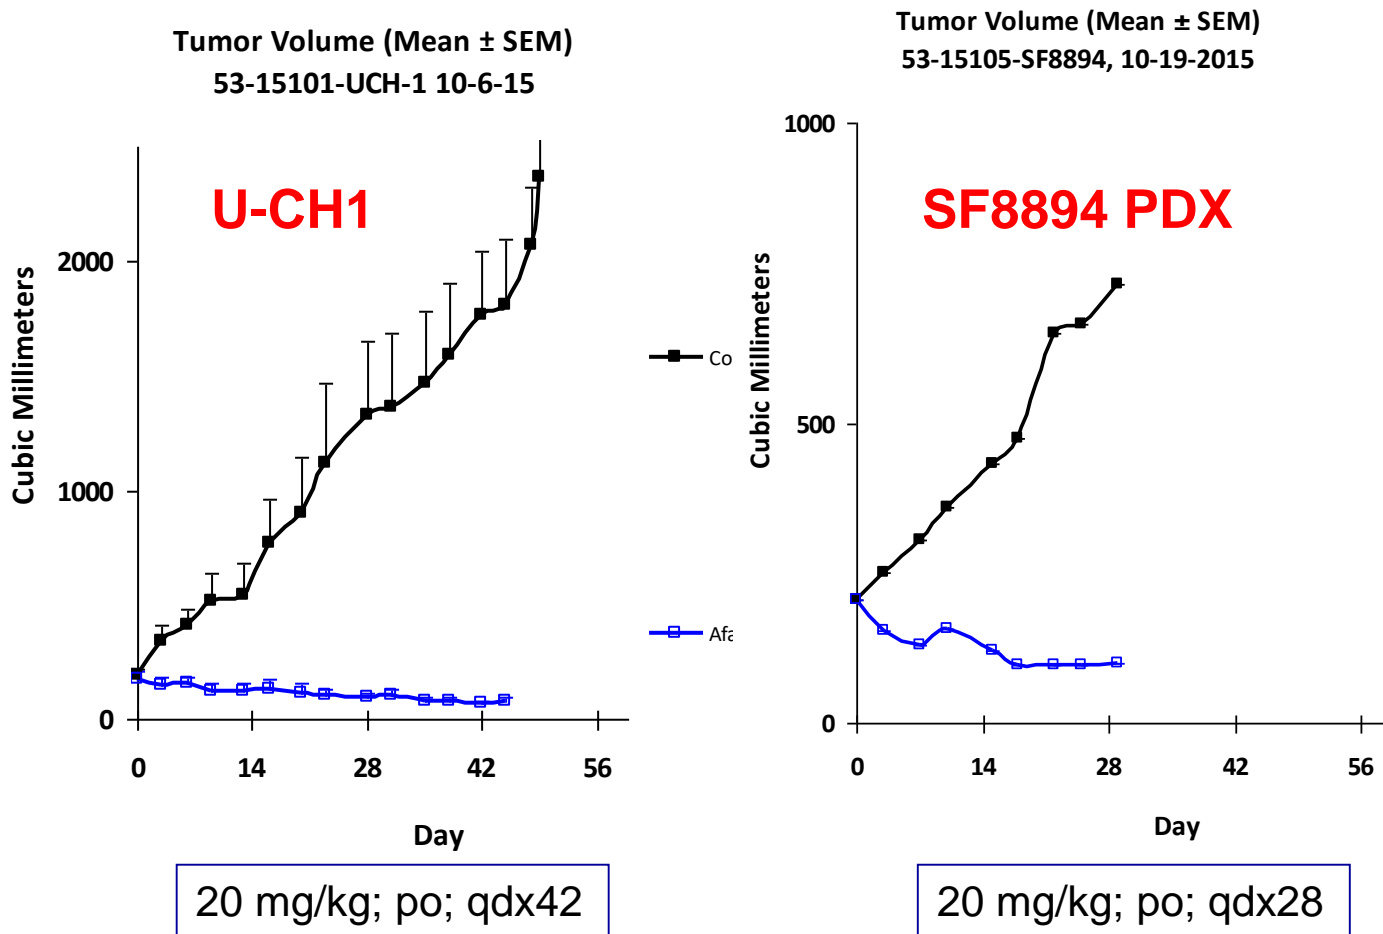 Tumor Volume (Mean ± SEM)
53-15101-UCH-1 10-6-15
U-CH1
Cubic Millimeters
2000
1000
0
0 14 28 42 56
Day
20 mg/kg; po; qdx42
Co
Afa
Tumor Volume (Mean ± SEM)
53-15105-SF8894, 10-19-2015
SF8894 PDX
Cubic Millimeters
1000
500
0
0 14 28 42 56
Day
20 mg/kg; po; qdx28